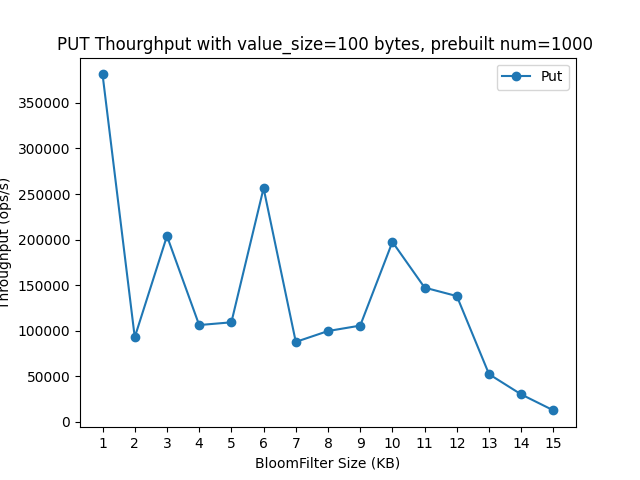 PUT Thourghput with value_size=100 bytes, prebuilt num=1000
Put
350000
300000
250000
200000
150000
100000
50000
0
Throughput (ops/s)
1 2 3 4 5 6 7 8 9 10 11 12 13 14 15
BloomFilter Size (KB)